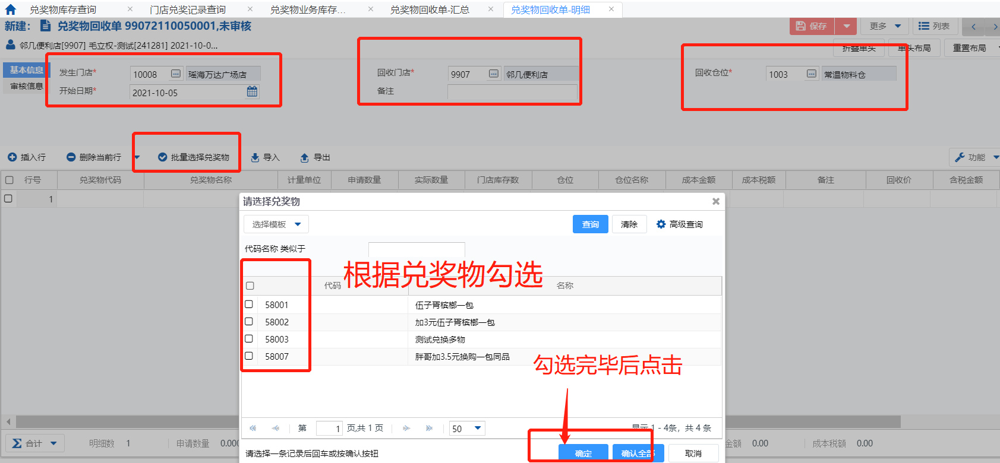 兑奖物库存查询 × 门店兑奖记录查询 × 兑奖物业务库存... × 兑奖物回收单-汇总 × 兑奖物回收单-明细 ×
新建: 兑奖物回收单 99072110050001,未审核 保存 更多 列表
邻几便利店[9907] 毛立权-测试[241281] 2021-10-0... 折叠单头 单头布局 重置布局
基本信息 发生门店* 10008 瑶海万达广场店 回收门店* 9907 邻几便利店 回收仓位* 1003 常温物料仓
审核信息 开始日期* 2021-10-05 备注
插入行 删除当前行 批量选择兑奖物 导入 导出 功能
行号 兑奖物代码 兑奖物名称 计量单位 申请数量 实际数量 门店库存数 仓位 仓位名称 成本金额 成本税额 备注 回收价 含税金额
1
请选择兑奖物
选择模板 查询 清除 高级查询
代码名称 类似于
根据兑奖物勾选
代码 名称
58001 伍子胥槟榔一包
58002 加3元伍子胥槟榔一包
58003 测试兑换多物
58007 胖哥加3.5元换购一包同品
勾选完毕后点击
第 1 页,共 1 页 50 显示 1 - 4条，共 4 条
合计 明细数 1 申请数量 0.000 金额 0.00 成本税额 0.00
请选择一条记录后回车或按确认按钮 确定 确认全部 取消